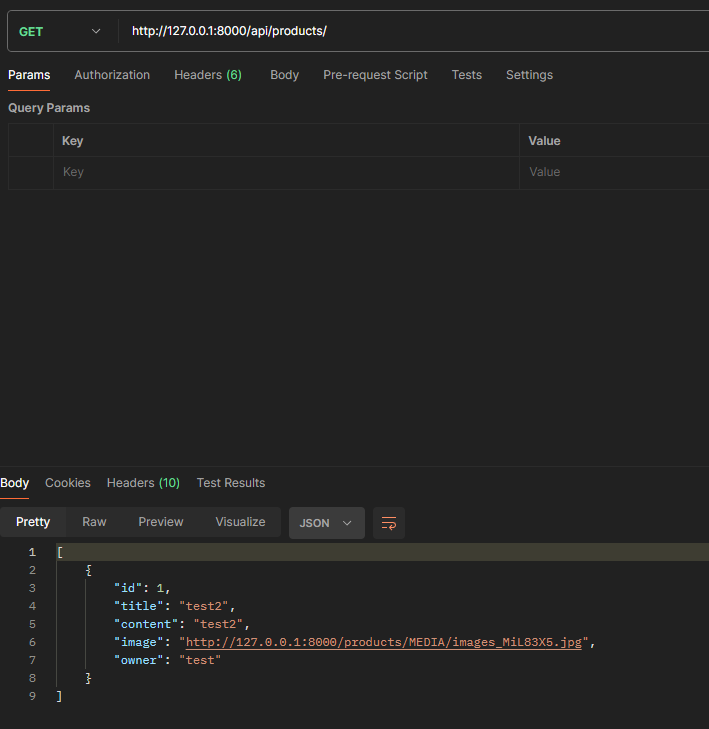 GET http://127.0.0.1:8000/api/products/
Params Authorization Headers (6) Body Pre-request Script Tests Settings
Query Params
Key Value
Key Value
Body Cookies Headers (10) Test Results
Pretty Raw Preview Visualize JSON
1 [
2 {
3 "id": 1,
4 "title": "test2",
5 "content": "test2",
6 "image": "http://127.0.0.1:8000/products/MEDIA/images_MiL83X5.jpg",
7 "owner": "test"
8 }
9 ]